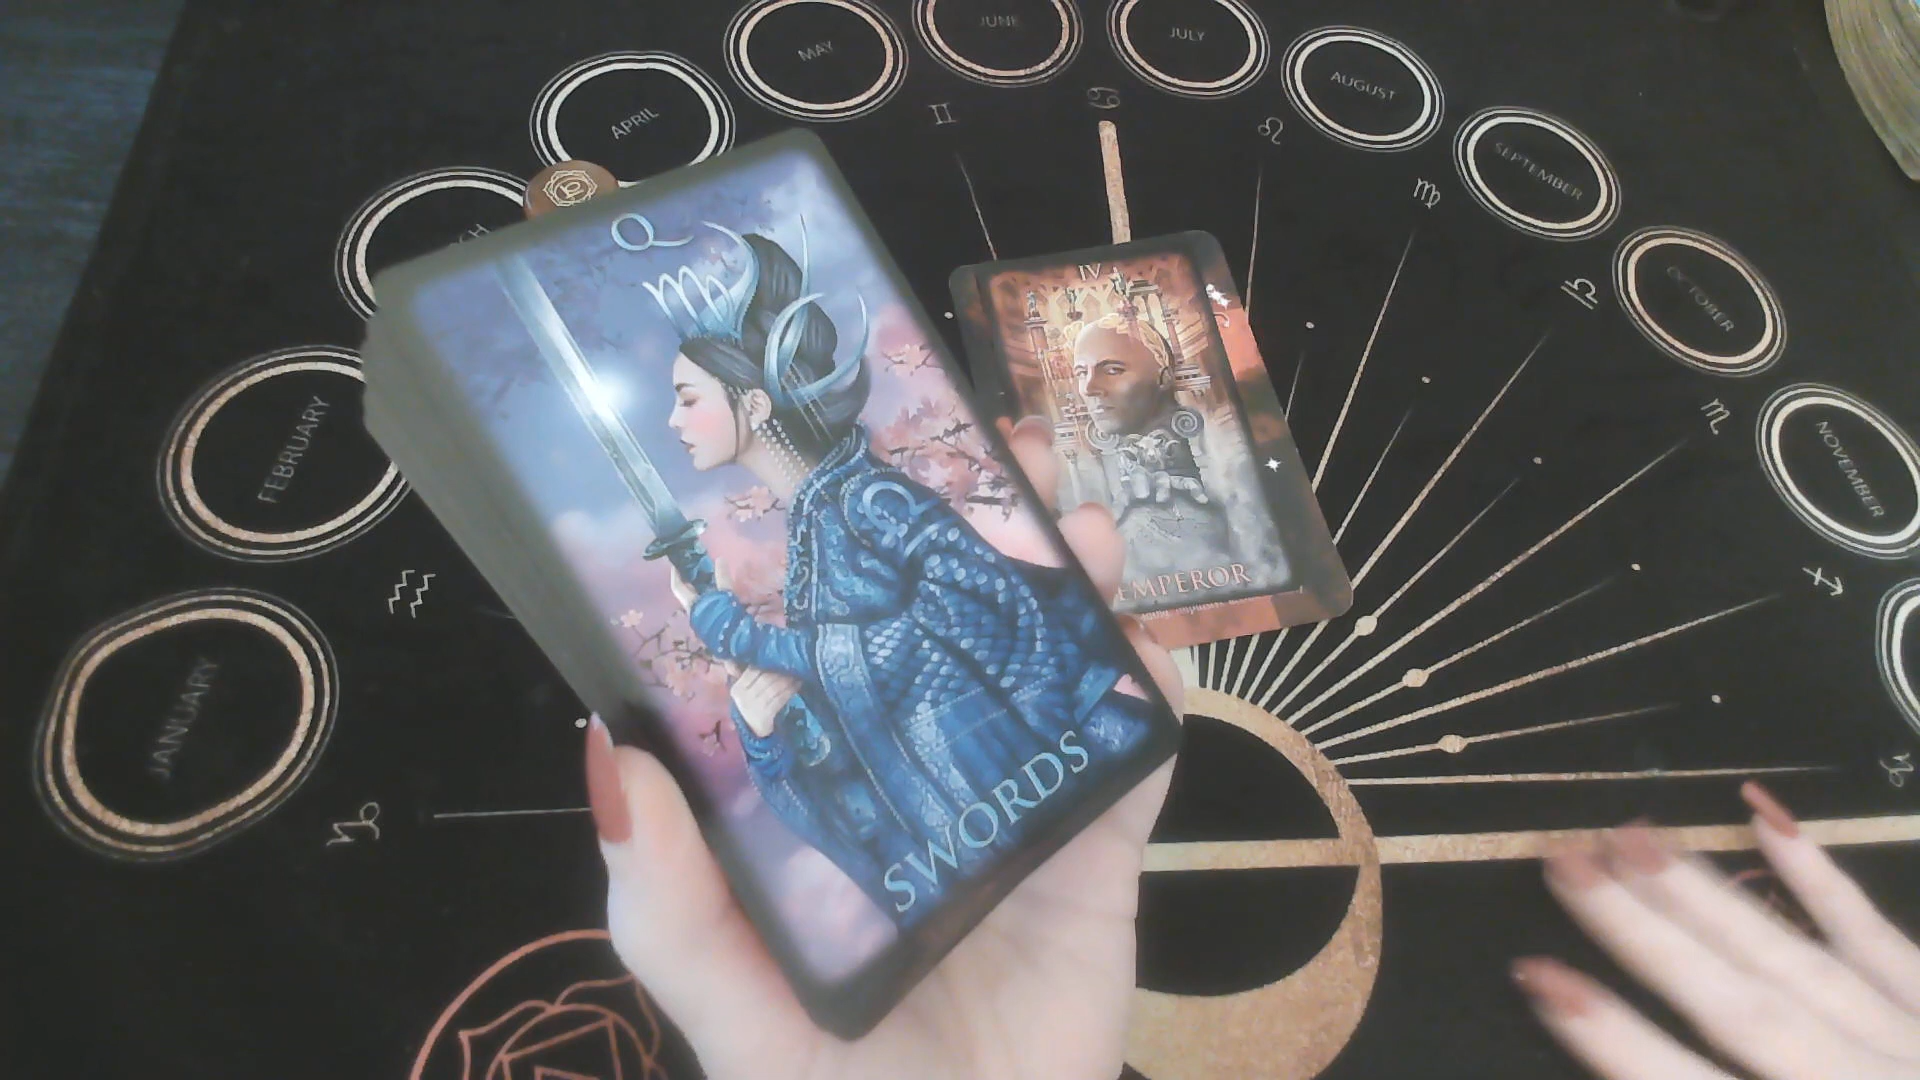 MAY
JUNE
JULY
AUGUST
APRIL
SEPTEMBER
OCTOBER
NOVEMBER
FEBRUARY
JANUARY
Q
SWORDS
IV
EMPEROR